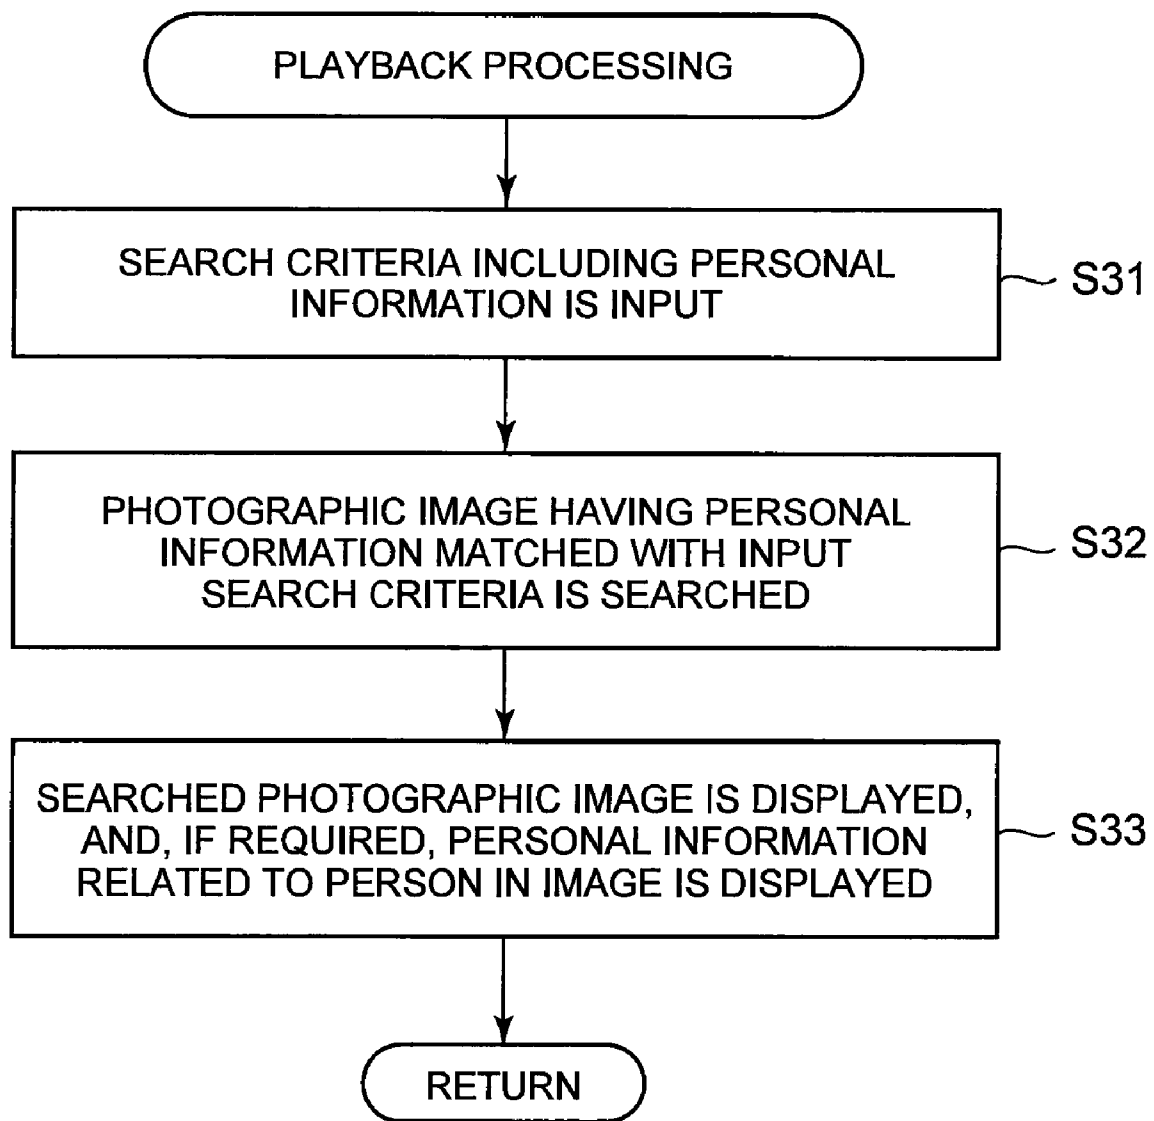 PLAYBACK PROCESSING
SEARCH CRITERIA INCLUDING PERSONAL
INFORMATION IS INPUT
S31
PHOTOGRAPHIC IMAGE HAVING PERSONAL
INFORMATION MATCHED WITH INPUT
SEARCH CRITERIA IS SEARCHED
S32
SEARCHED PHOTOGRAPHIC IMAGE IS DISPLAYED,
AND, IF REQUIRED, PERSONAL INFORMATION
RELATED TO PERSON IN IMAGE IS DISPLAYED
S33
RETURN